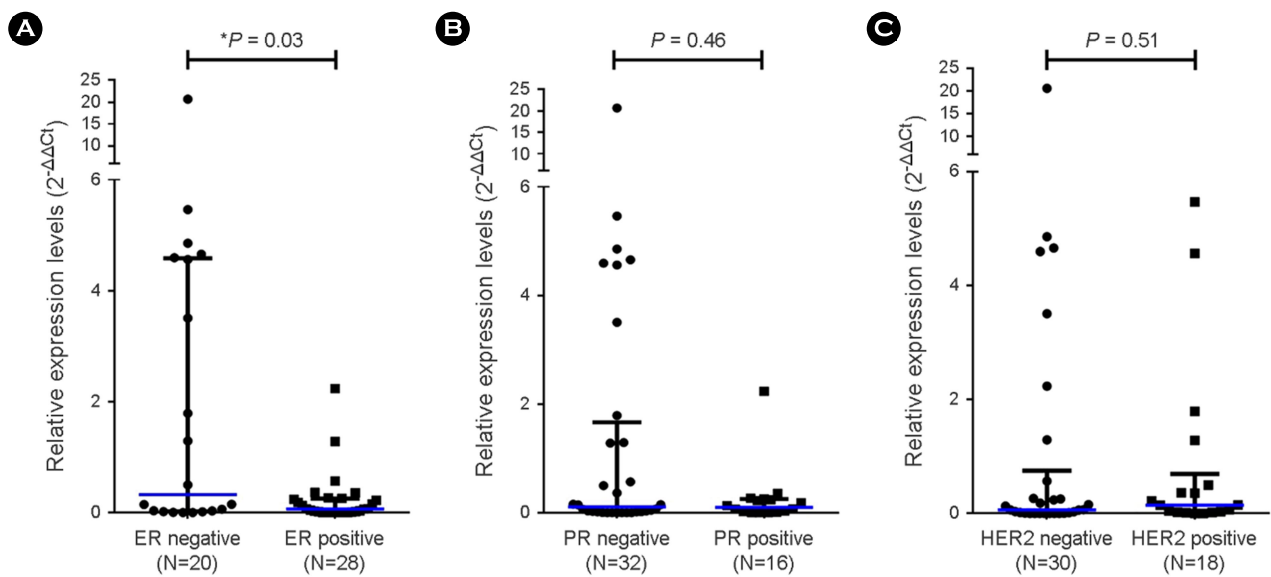 A
*P = 0.03
Relative expression levels (2-ΔΔCt)
25
20
15
10
6
4
2
0
ER negative
(N=20)
ER positive
(N=28)
B
P = 0.46
Relative expression levels (2-ΔΔCt)
25
20
15
10
6
4
2
0
PR negative
(N=32)
PR positive
(N=16)
C
P = 0.51
Relative expression levels (2-ΔΔCt)
25
20
15
10
6
4
2
0
HER2 negative
(N=30)
HER2 positive
(N=18)